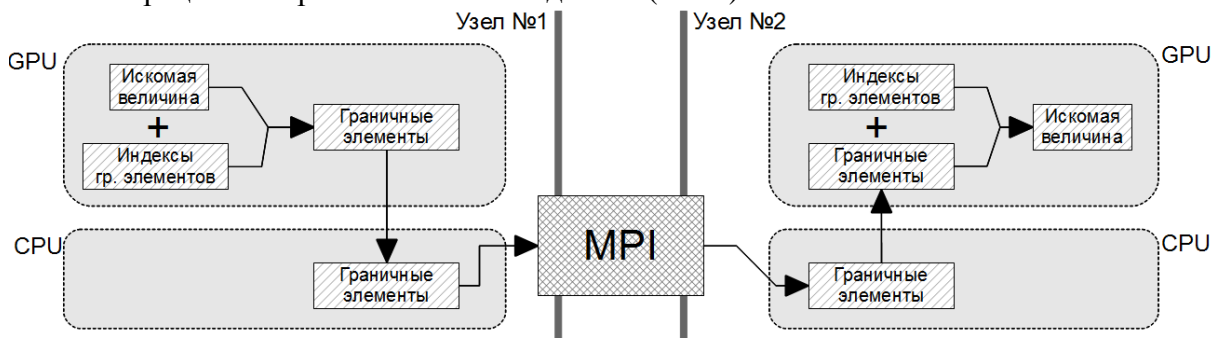 Узел №1
Узел №2
GPU
Искомая
величина
+
Индексы
гр. элементов
Граничные
элементы
CPU
Граничные
элементы
MPI
GPU
Индексы
гр. элементов
+
Граничные
элементы
Искомая
величина
CPU
Граничные
элементы